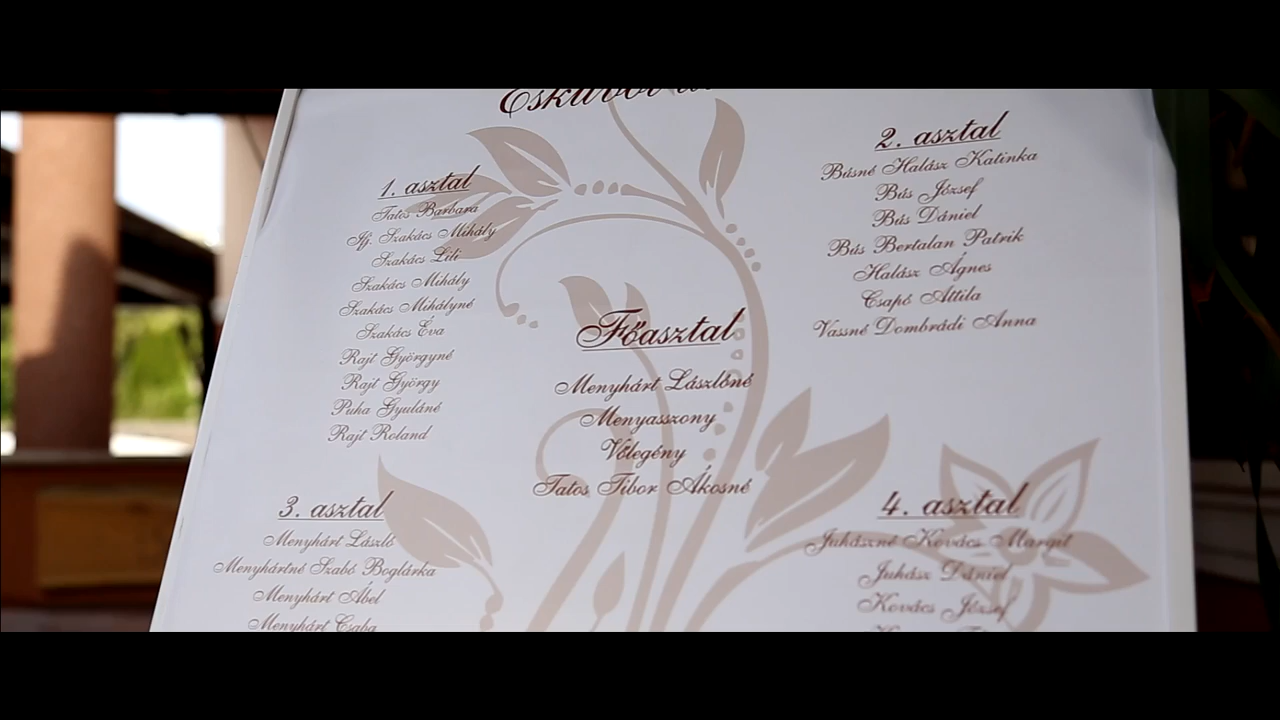 Esküvői
1. asztal
Tatos Barbara
Ifj. Szakács Mihály
Szakács Lili
Szakács Mihály
Szakács Mihályné
Szakács Éva
Rajt Györgyné
Rajt György
Puha Gyuláné
Rajt Roland
2. asztal
Búsné Halász Katinka
Bús József
Bús Dániel
Bús Bertalan Patrik
Halász Ágnes
Csapó Attila
Vassné Dombrádi Anna
Főasztal
Menyhárt Lászlóné
Menyasszony
Vőlegény
Tatos Tibor Ákosné
3. asztal
Menyhárt László
Menyhártné Szabó Boglárka
Menyhárt Ábel
Menyhárt Csaba
4. asztal
Juhászné Kovács Margit
Juhász Dániel
Kovács József